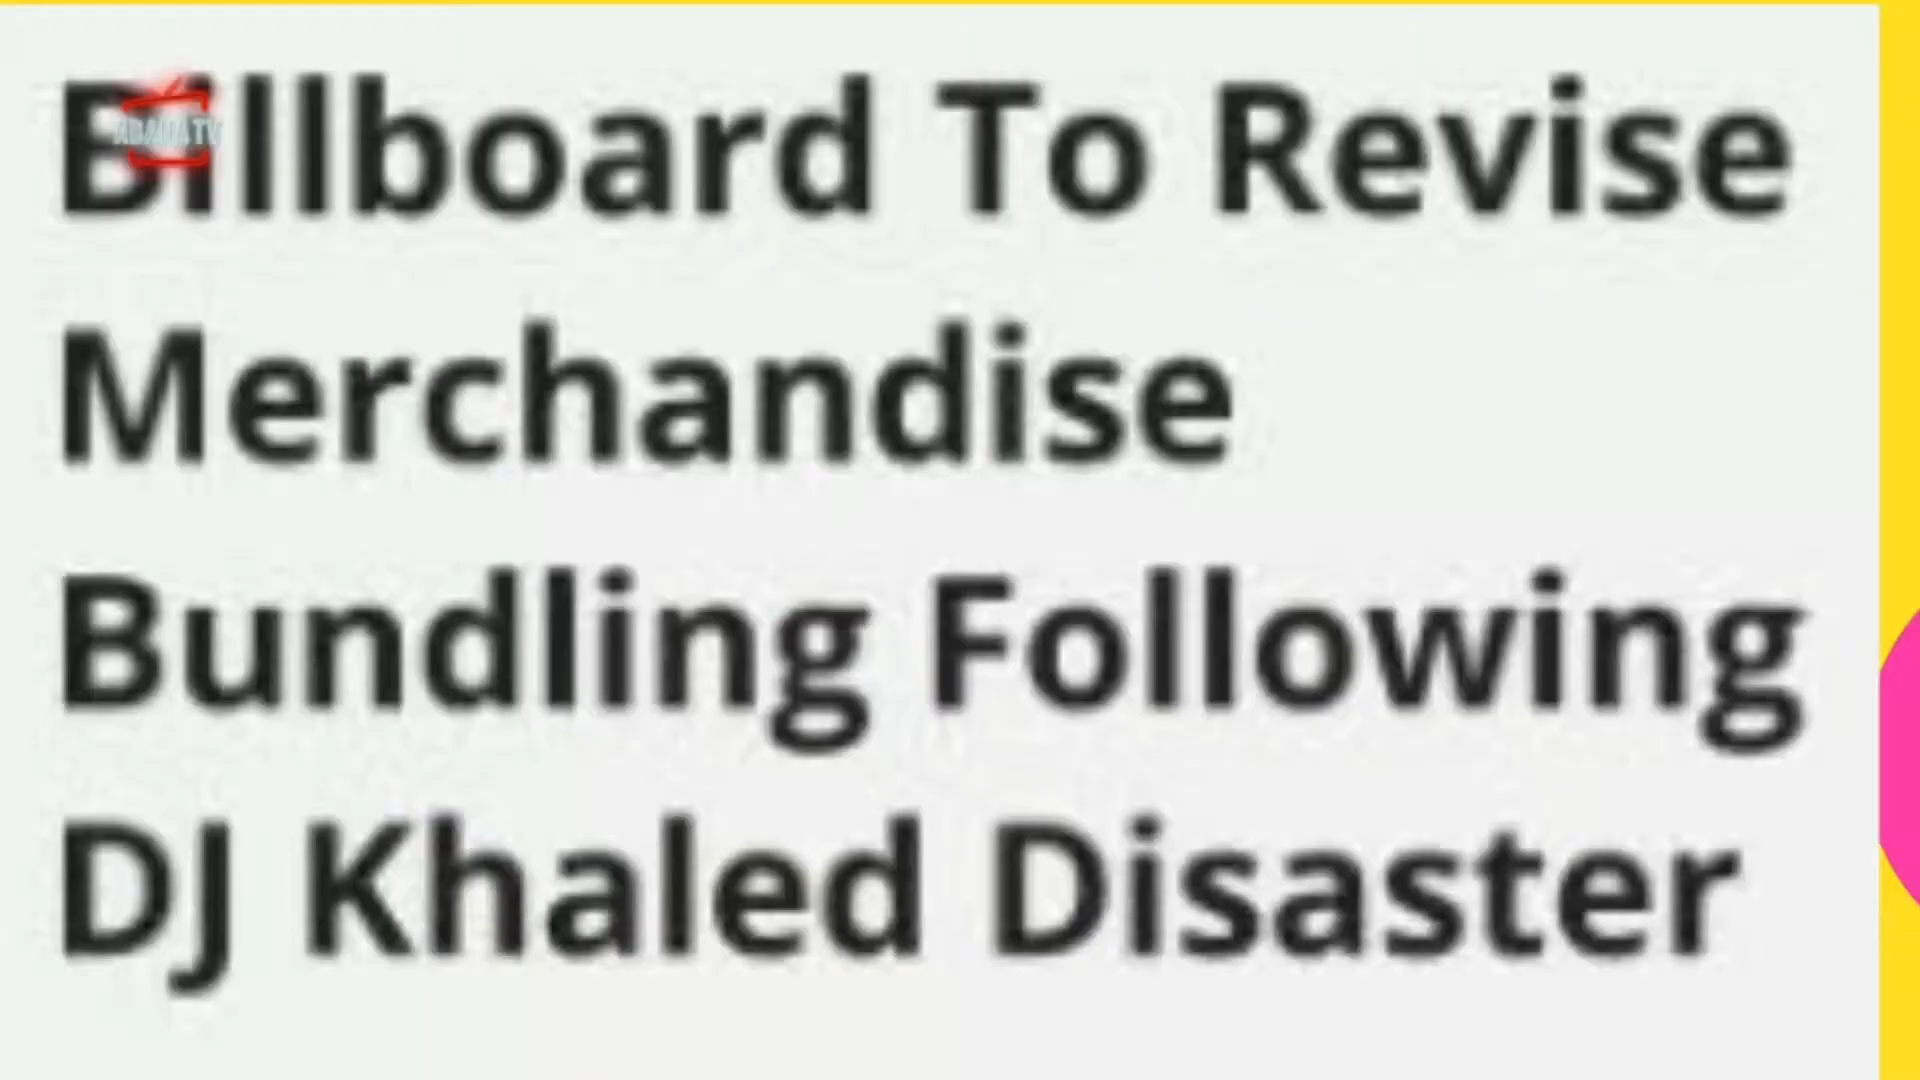 Billboard To Revise
Merchandise
Bundling Following
DJ Khaled Disaster